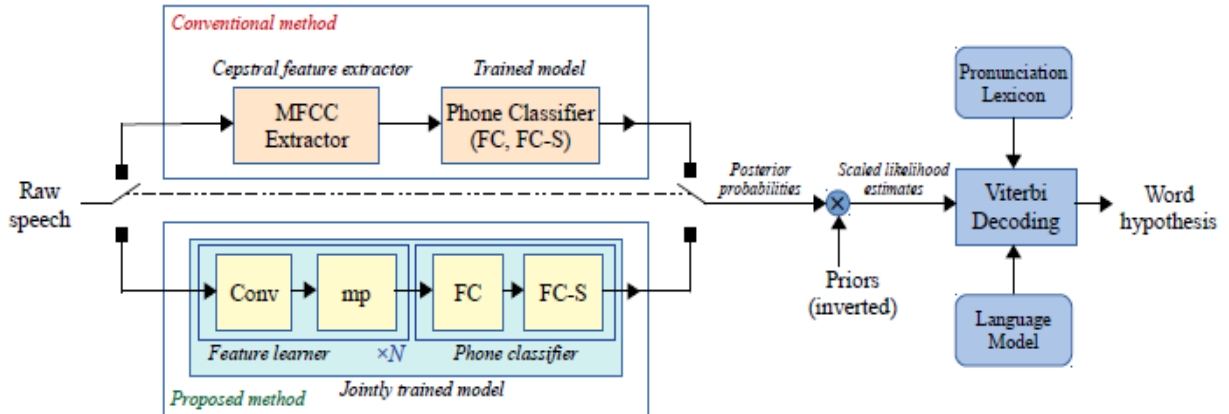 Conventional method
Cepstral feature extractor
Trained model
MFCC
Extractor
Phone Classifier
(FC, FC-S)
Pronunciation
Lexicon
Raw
speech
Posterior
probabilities
Scaled likelihood
estimates
×
Viterbi
Decoding
Word
hypothesis
Priors
(inverted)
Conv
mp
FC
FC-S
Feature learner
×N
Phone classifier
Jointly trained model
Proposed method
Language
Model